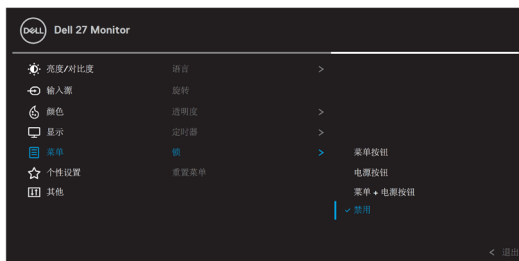 DELL Dell 27 Monitor
亮度/对比度 语言 >
输入源 旋转
颜色 透明度 >
显示 定时器 >
菜单 锁 > 菜单按钮
个性设置 重置菜单 电源按钮
其他 菜单 + 电源按钮
✓ 禁用
< 退出